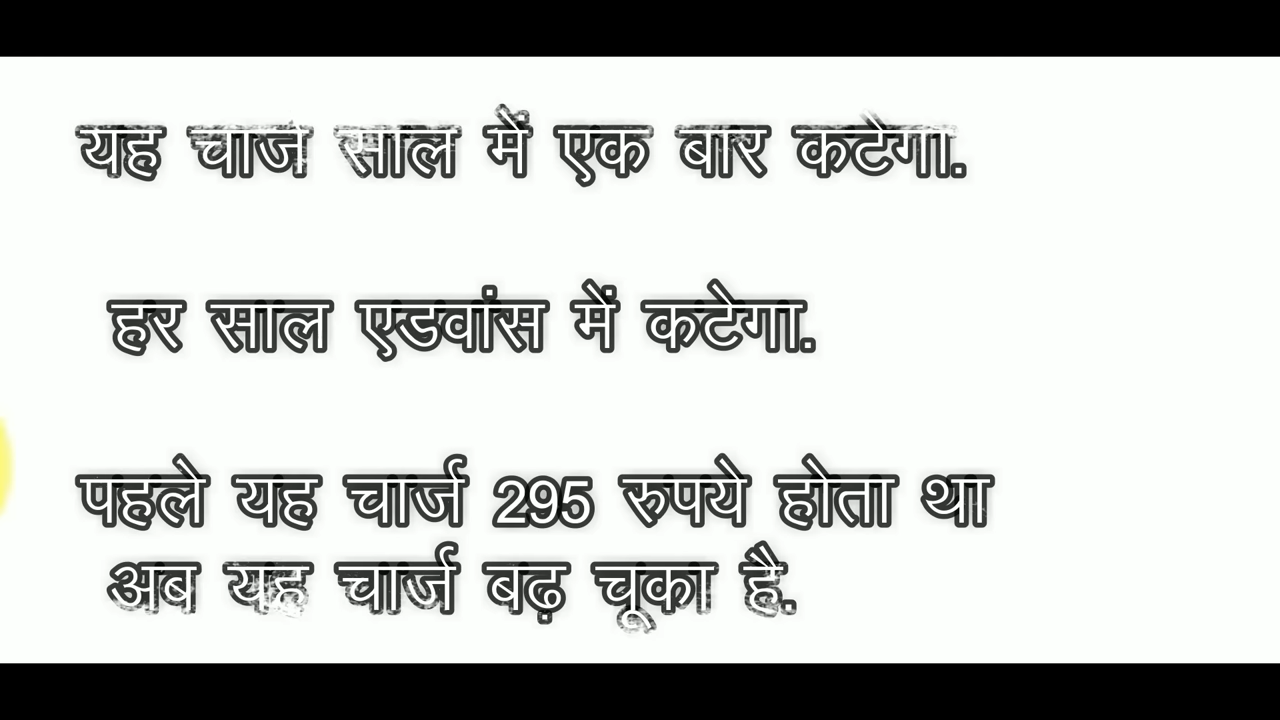 यह चार्ज साल में एक बार कटेगा.
हर साल एडवांस में कटेगा.
पहले यह चार्ज 295 रुपये होता था
अब यह चार्ज बढ़ चूका है.